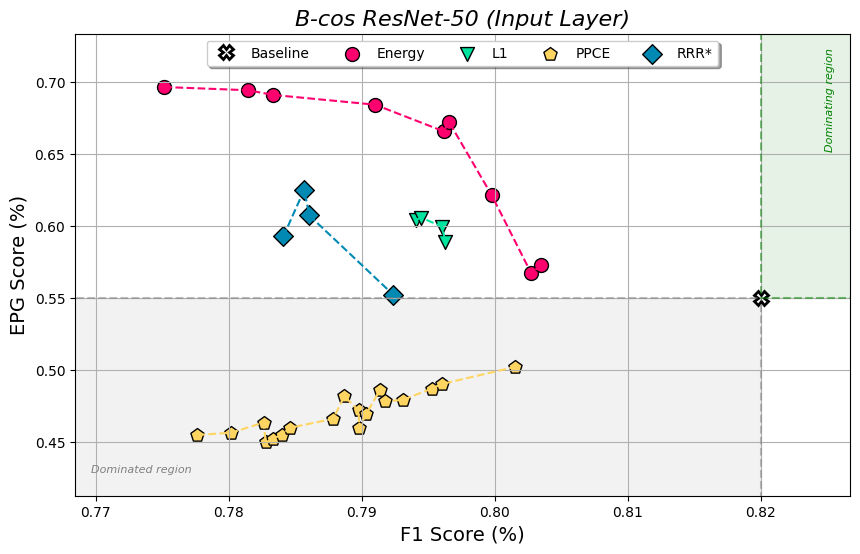 B-cos ResNet-50 (Input Layer)
Baseline Energy L1 PPCE RRR*
Dominating region
EPG Score (%)
0.70
0.65
0.60
0.55
0.50
0.45
Dominated region
0.77 0.78 0.79 0.80 0.81 0.82
F1 Score (%)